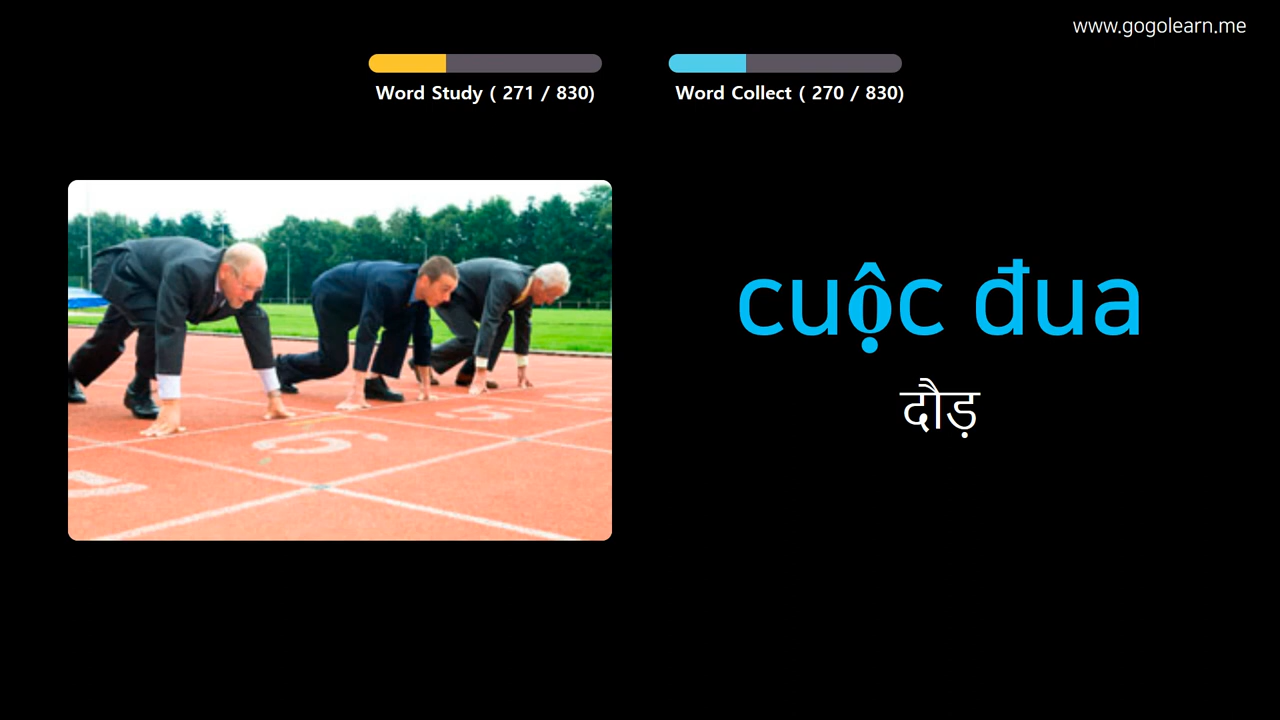 www.gogolearn.me
Word Study ( 271 / 830)
Word Collect ( 270 / 830)
cuộc đua
दौड़